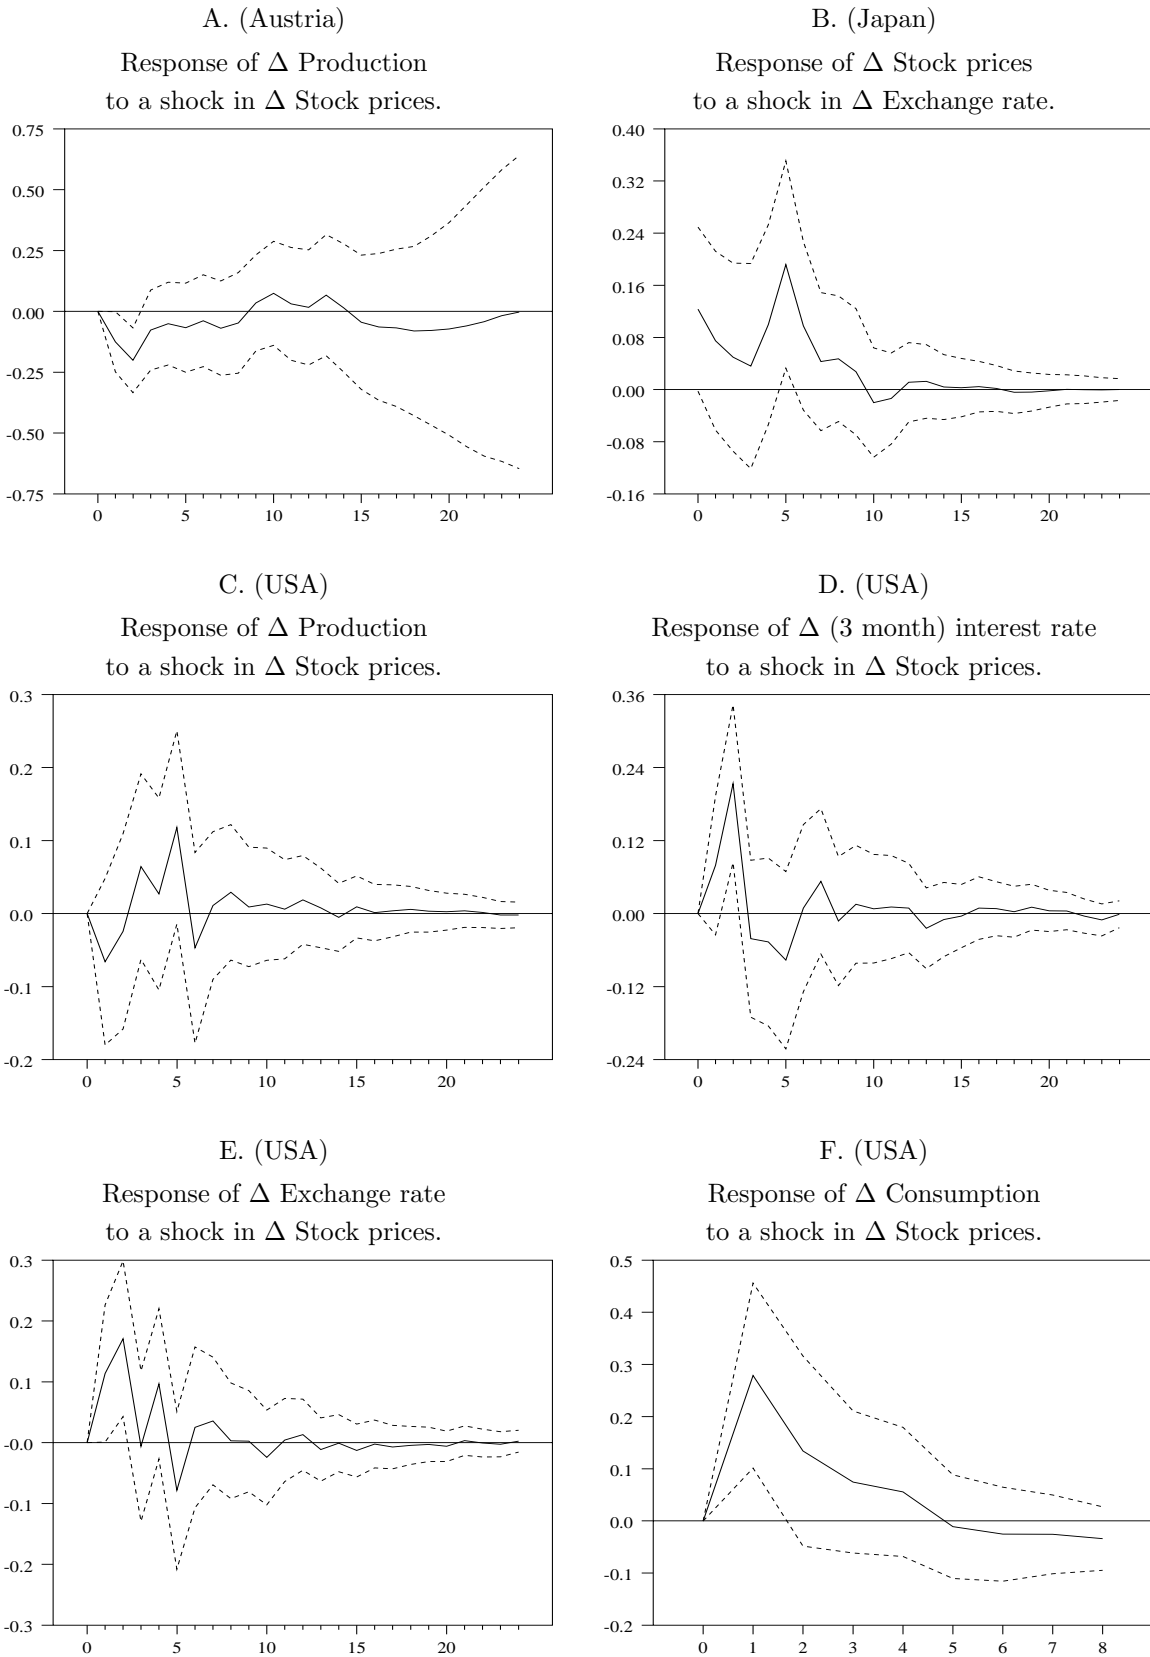 A. (Austria)
Response of Δ Production
to a shock in Δ Stock prices.
0.75
0.50
0.25
0.00
-0.25
-0.50
-0.75
0 5 10 15 20
B. (Japan)
Response of Δ Stock prices
to a shock in Δ Exchange rate.
0.40
0.32
0.24
0.16
0.08
0.00
-0.08
-0.16
0 5 10 15 20
C. (USA)
Response of Δ Production
to a shock in Δ Stock prices.
0.3
0.2
0.1
0.0
-0.1
-0.2
0 5 10 15 20
D. (USA)
Response of Δ (3 month) interest rate
to a shock in Δ Stock prices.
0.36
0.24
0.12
0.00
-0.12
-0.24
0 5 10 15 20
E. (USA)
Response of Δ Exchange rate
to a shock in Δ Stock prices.
0.3
0.2
0.1
-0.0
-0.1
-0.2
-0.3
0 5 10 15 20
F. (USA)
Response of Δ Consumption
to a shock in Δ Stock prices.
0.5
0.4
0.3
0.2
0.1
0.0
-0.1
-0.2
0 1 2 3 4 5 6 7 8